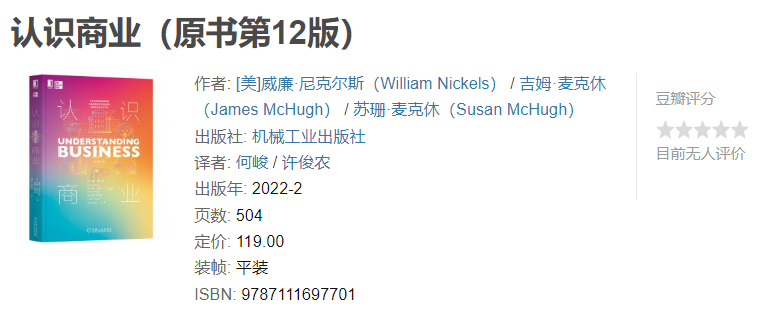 认识商业（原书第12版）
认 识
UNDERSTANDING
BUSINESS
商 业
作者: [美]威廉·尼克尔斯（William Nickels） / 吉姆·麦克休
（James McHugh） / 苏珊·麦克休（Susan McHugh）
出版社: 机械工业出版社
译者: 何峻 / 许俊农
出版年: 2022-2
页数: 504
定价: 119.00
装帧: 平装
ISBN: 9787111697701
豆瓣评分
目前无人评价